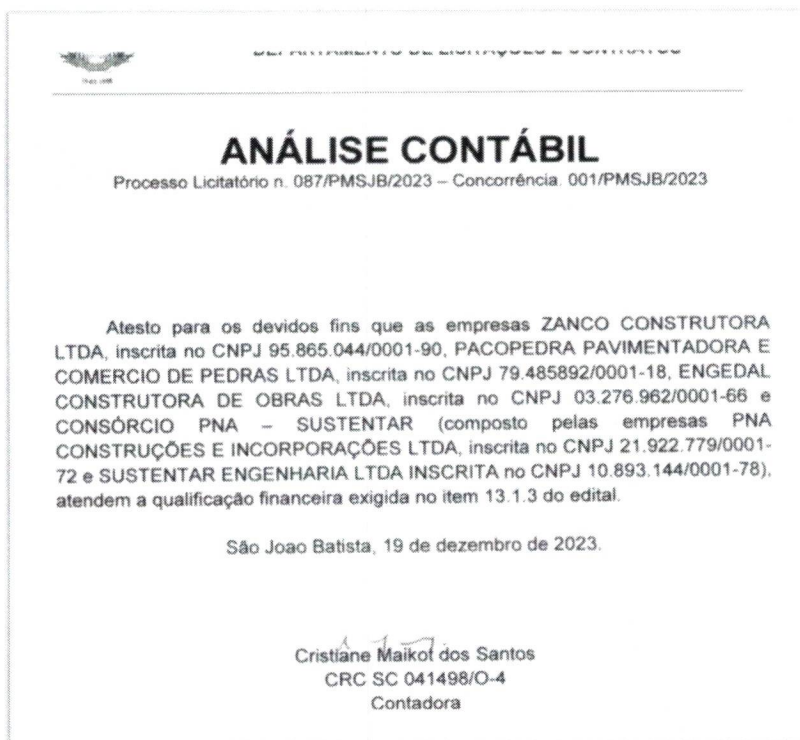 DEPARTAMENTO DE LICITAÇÕES E CONTRATOS
ANÁLISE CONTÁBIL
Processo Licitatório n. 087/PMSJB/2023 – Concorrência. 001/PMSJB/2023
Atesto para os devidos fins que as empresas ZANCO CONSTRUTORA
LTDA, inscrita no CNPJ 95.865.044/0001-90, PACOPEDRA PAVIMENTADORA E
COMERCIO DE PEDRAS LTDA, inscrita no CNPJ 79.485892/0001-18, ENGEDAL
CONSTRUTORA DE OBRAS LTDA, inscrita no CNPJ 03.276.962/0001-66 e
CONSÓRCIO PNA – SUSTENTAR (composto pelas empresas PNA
CONSTRUÇÕES E INCORPORAÇÕES LTDA, inscrita no CNPJ 21.922.779/0001-
72 e SUSTENTAR ENGENHARIA LTDA INSCRITA no CNPJ 10.893.144/0001-78),
atendem a qualificação financeira exigida no item 13.1.3 do edital.
São Joao Batista, 19 de dezembro de 2023.
Cristiane Maikot dos Santos
CRC SC 041498/O-4
Contadora